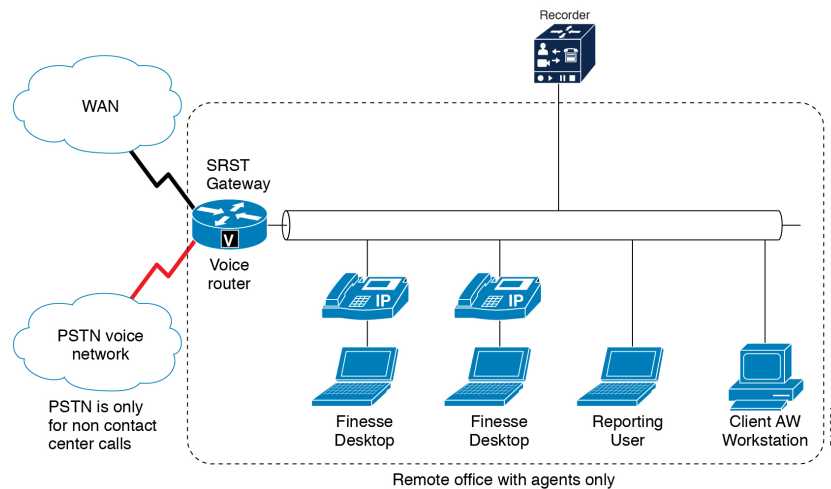 Recorder
WAN
SRST
Gateway
V
Voice
router
IP
IP
PSTN voice
network
PSTN is only
for non contact
center calls
Finesse
Desktop
Finesse
Desktop
Reporting
User
Client AW
Workstation
Remote office with agents only